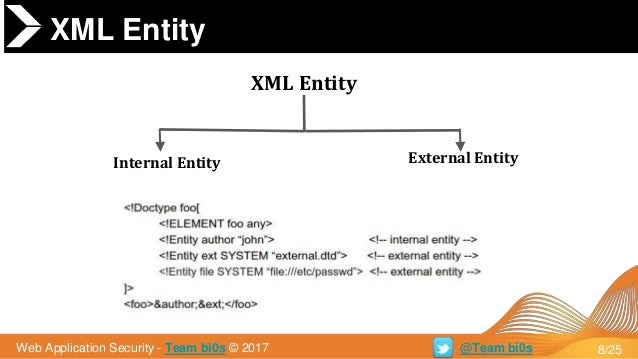 XML Entity
XML Entity
Internal Entity
External Entity
<!Doctype foo[
<!ELEMENT foo any>
<!Entity author “john”> <!-- internal entity -->
<!Entity ext SYSTEM “external.dtd”> <!-- external entity -->
<!Entity file SYSTEM “file:///etc/passwd”> <!-- external entity -->
]>
<foo>&author;&ext;</foo>
Web Application Security - Team bi0s © 2017 @Team bi0s 8/25